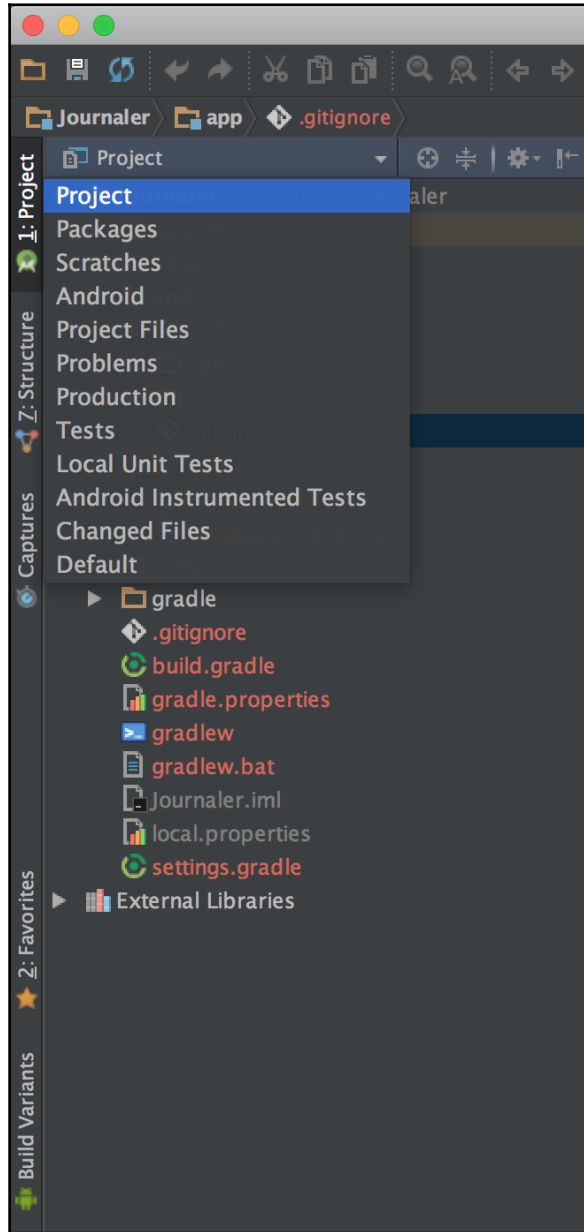 Journaler app .gitignore
Project
Project
aler
Packages
Scratches
Android
Project Files
Problems
Production
Tests
.gitignore
Local Unit Tests
Android Instrumented Tests
Changed Files
Default
gradle
.gitignore
build.gradle
gradle.properties
gradlew
gradlew.bat
Journaler.iml
local.properties
settings.gradle
External Libraries
1: Project
Z: Structure
Captures
2: Favorites
Build Variants